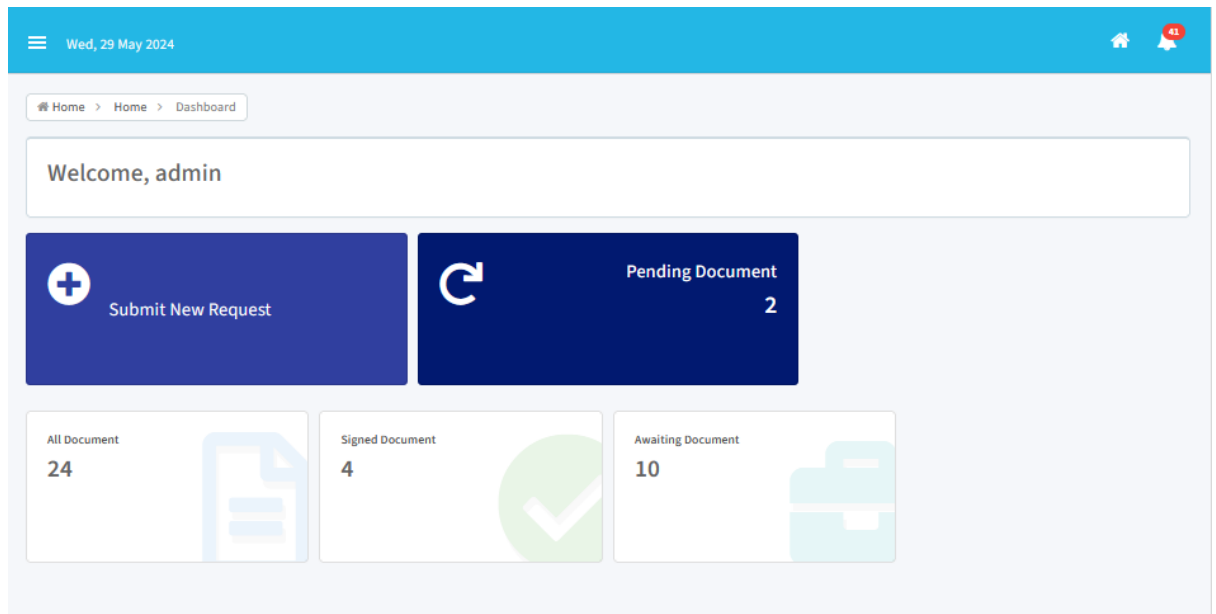 Wed, 29 May 2024
41
Home > Home > Dashboard
Welcome, admin
Submit New Request
Pending Document
2
All Document
24
Signed Document
4
Awaiting Document
10